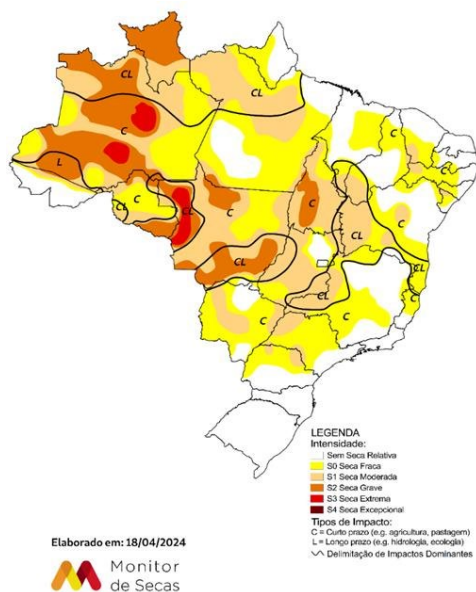 CL
CL
C
L
C
CL
CL
C
C
CL
C
C
CL
C
CL
CL
C
C
C
LEGENDA
Intensidade:
Sem Seca Relativa
S0 Seca Fraca
S1 Seca Moderada
S2 Seca Grave
S3 Seca Extrema
S4 Seca Excepcional
Tipos de Impacto:
C = Curto prazo (e.g. agricultura, pastagem)
L = Longo prazo (e.g. hidrologia, ecologia)
Delimitação de Impactos Dominantes
Elaborado em: 18/04/2024
Monitor
de Secas